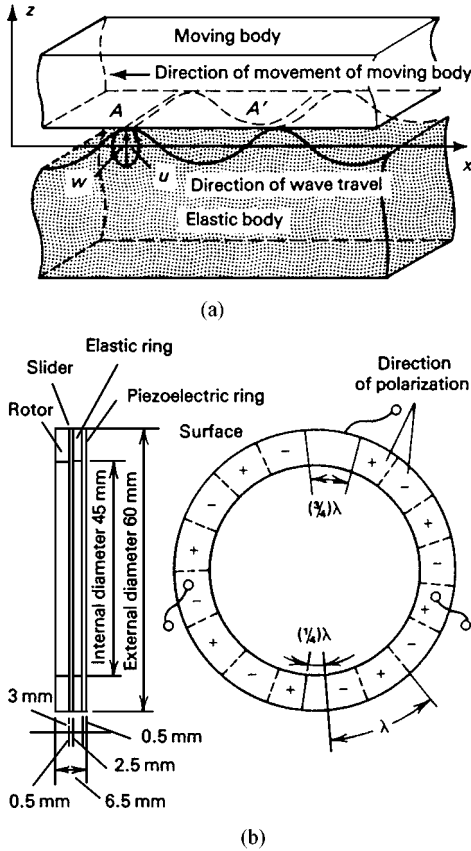 z
Moving body
Direction of movement of moving body
A
A′
x
w
u
Direction of wave travel
Elastic body
(a)
Elastic ring
Slider
Rotor
Piezoelectric ring
Direction
of polarization
Surface
Internal diameter 45 mm
External diameter 60 mm
+
−
+
−
+
−
+
−
+
−
+
−
+
−
+
−
(¾)λ
(¼)λ
λ
3 mm
0.5 mm
2.5 mm
0.5 mm
6.5 mm
(b)